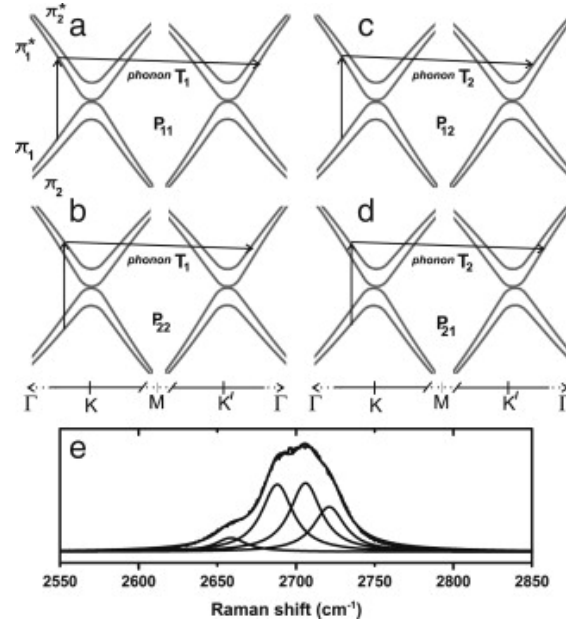 π₂* a c
π₁*
phonon T₁ phonon T₂
π₁ P₁₁ P₁₂
π₂
b d
phonon T₁ phonon T₂
P₂₂ P₂₁
Γ K M K′ Γ Γ K M K′ Γ
e
2550 2600 2650 2700 2750 2800 2850
Raman shift (cm⁻¹)